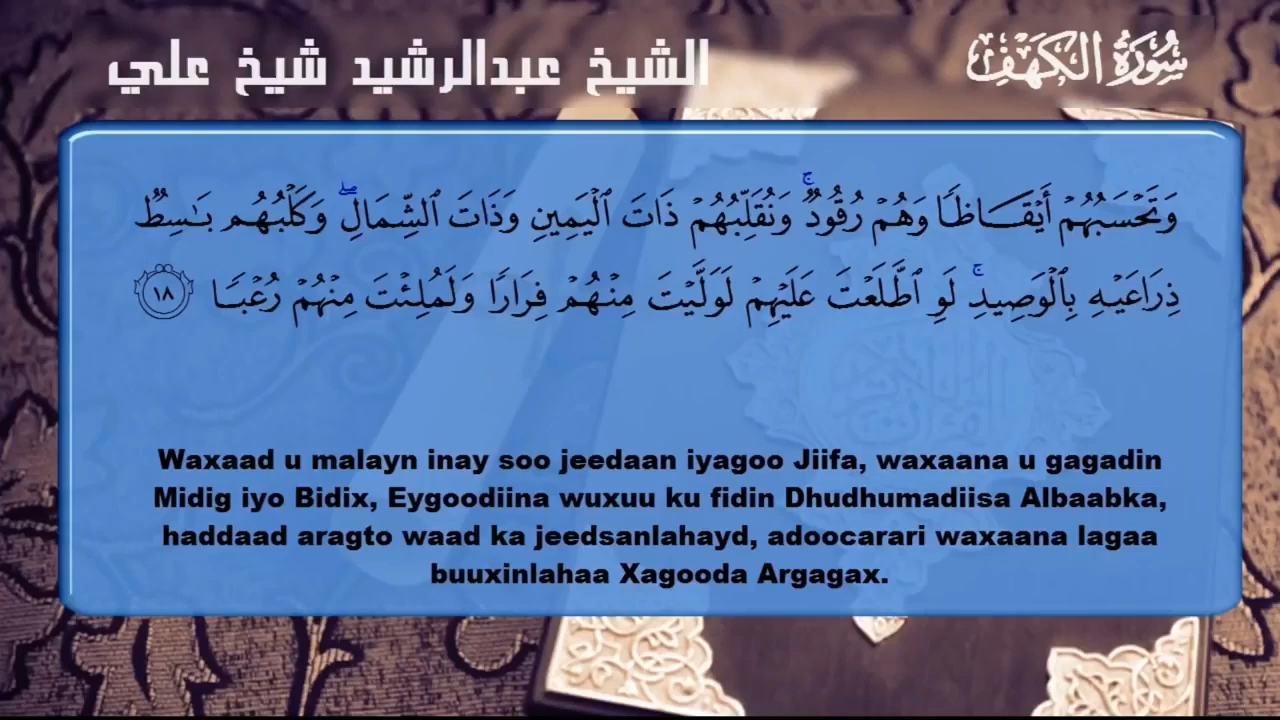 الشيخ عبدالرشيد شيخ علي
سُورَةُ الكَهْفِ
وَتَحْسَبُهُمْ أَيْقَاظًا وَهُمْ رُقُودٌ ۚ وَنُقَلِّبُهُمْ ذَاتَ ٱلْيَمِينِ وَذَاتَ ٱلشِّمَالِ ۖ وَكَلْبُهُم بَٰسِطٌ
ذِرَاعَيْهِ بِٱلْوَصِيدِ ۚ لَوِ ٱطَّلَعْتَ عَلَيْهِمْ لَوَلَّيْتَ مِنْهُمْ فِرَارًا وَلَمُلِئْتَ مِنْهُمْ رُعْبًا ١٨
Waxaad u malayn inay soo jeedaan iyagoo Jiifa, waxaana u gagadin
Midig iyo Bidix, Eygoodiina wuxuu ku fidin Dhudhumadiisa Albaabka,
haddaad aragto waad ka jeedsanlahayd, adoocarari waxaana lagaa
buuxinlahaa Xagooda Argagax.